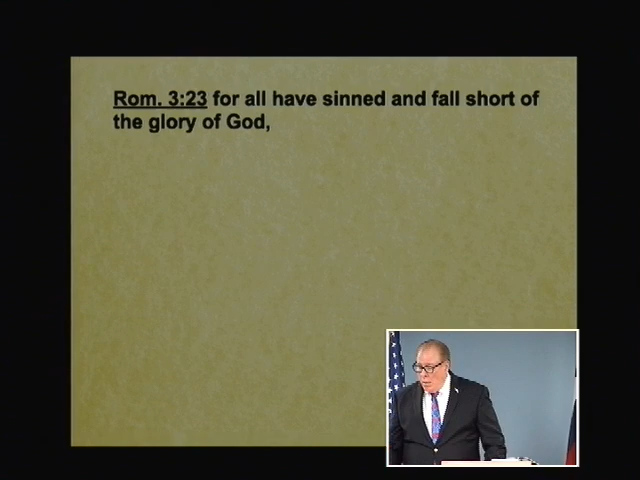 Rom. 3:23 for all have sinned and fall short of
the glory of God,